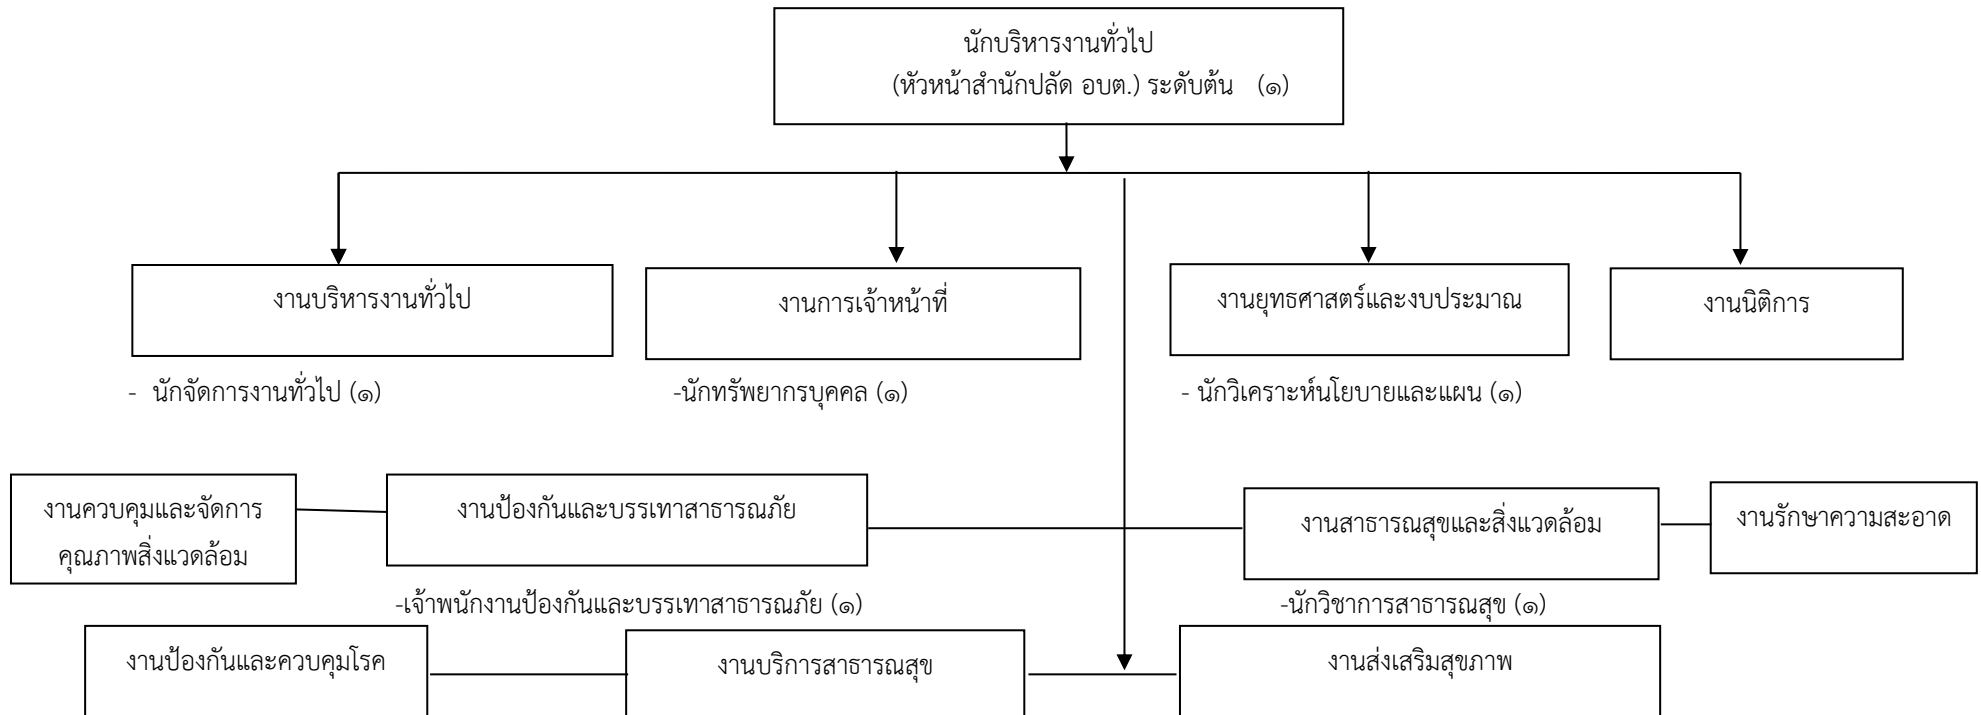 นักบริหารงานทั่วไป
(หัวหน้าสำนักปลัด อบต.) ระดับต้น (๑)
งานบริหารงานทั่วไป
งานการเจ้าหน้าที่
งานยุทธศาสตร์และงบประมาณ
งานนิติการ
- นักจัดการงานทั่วไป (๑)
-นักทรัพยากรบุคคล (๑)
- นักวิเคราะห์นโยบายและแผน (๑)
งานควบคุมและจัดการ
คุณภาพสิ่งแวดล้อม
งานป้องกันและบรรเทาสาธารณภัย
งานสาธารณสุขและสิ่งแวดล้อม
งานรักษาความสะอาด
-เจ้าพนักงานป้องกันและบรรเทาสาธารณภัย (๑)
-นักวิชาการสาธารณสุข (๑)
งานป้องกันและควบคุมโรค
งานบริการสาธารณสุข
งานส่งเสริมสุขภาพ